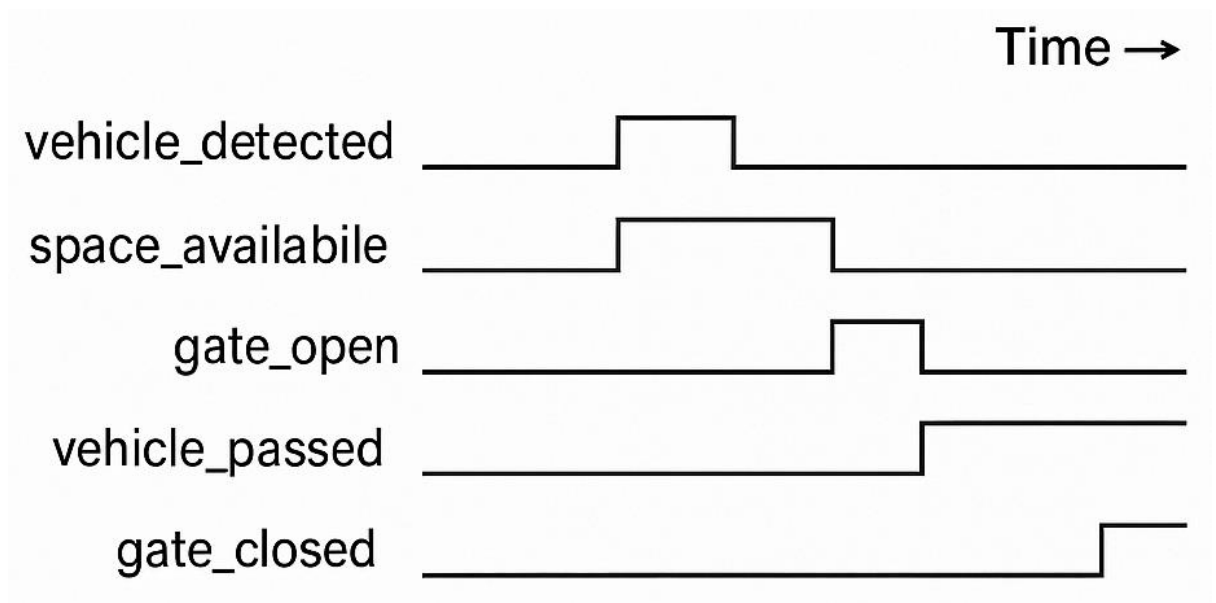 Time →
vehicle_detected
space_availabile
gate_open
vehicle_passed
gate_closed